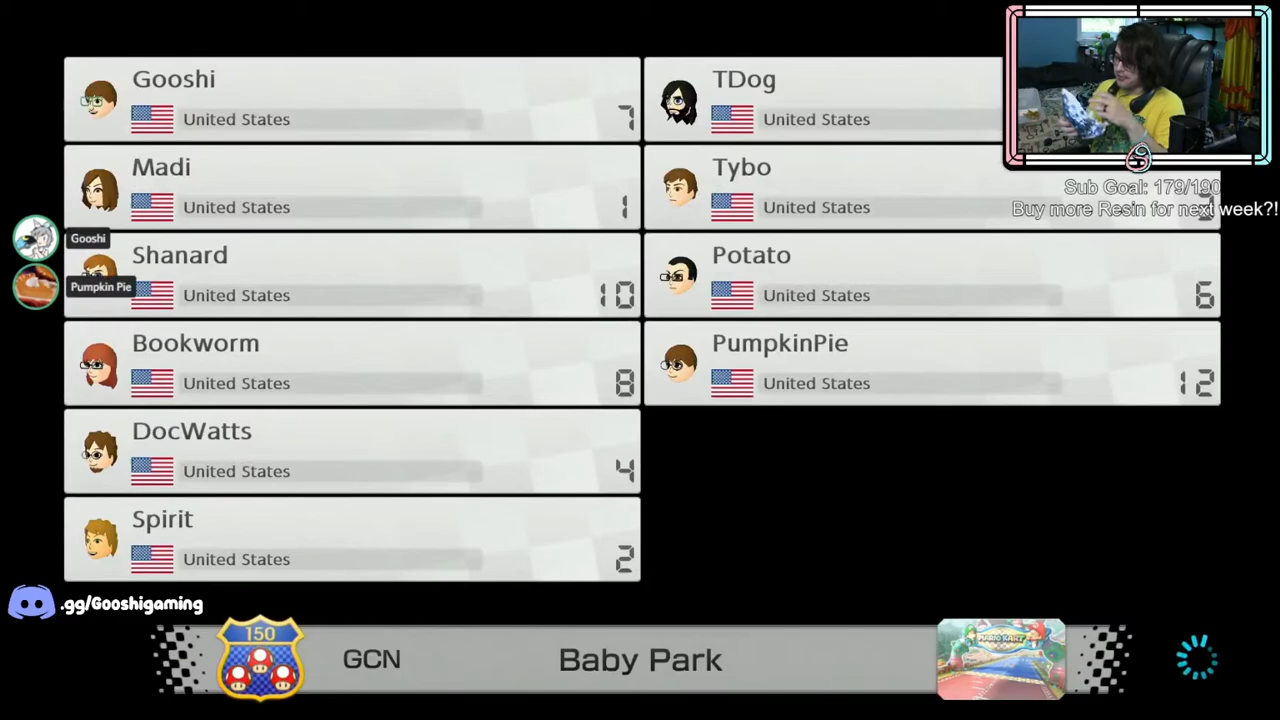 Gooshi
United States
7
Madi
United States
1
Shanard
United States
10
Bookworm
United States
8
DocWatts
United States
4
Spirit
United States
2
TDog
United States
Tybo
United States
Potato
United States
6
PumpkinPie
United States
12
Gooshi
Pumpkin Pie
Sub Goal: 179/190
Buy more Resin for next week?!
.gg/Gooshigaming
150
GCN
Baby Park
MARIO KART